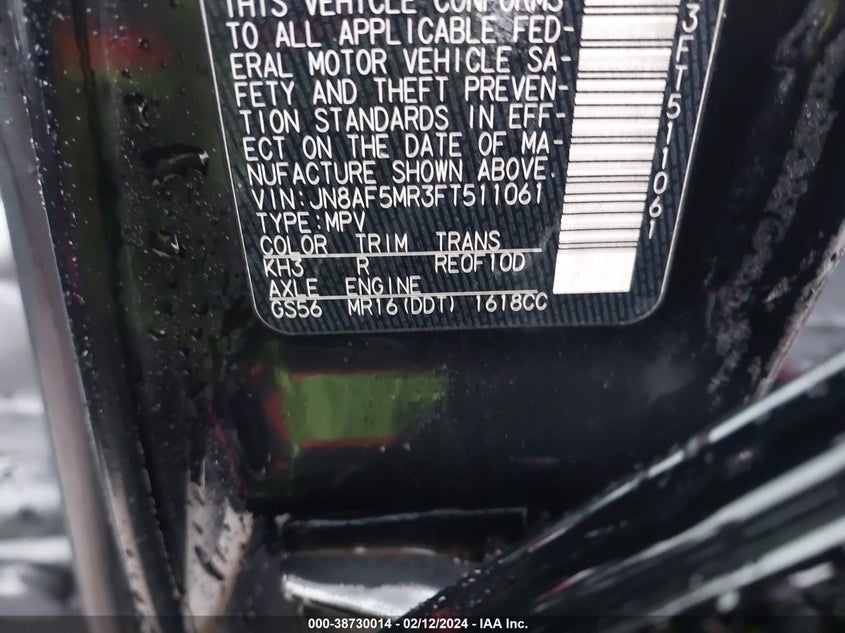 THIS VEHICLE CONFORMS
TO ALL APPLICABLE FED-
ERAL MOTOR VEHICLE SA-
FETY AND THEFT PREVEN-
TION STANDARDS IN EFF-
ECT ON THE DATE OF MA-
NUFACTURE SHOWN ABOVE.
VIN:JN8AF5MR3FT511061
TYPE:MPV
COLOR TRIM TRANS
KH3 R RE0F10D
AXLE ENGINE
GS56 MR16(DDT) 1618CC
3FT511061
000-38730014 - 02/12/2024 - IAA Inc.